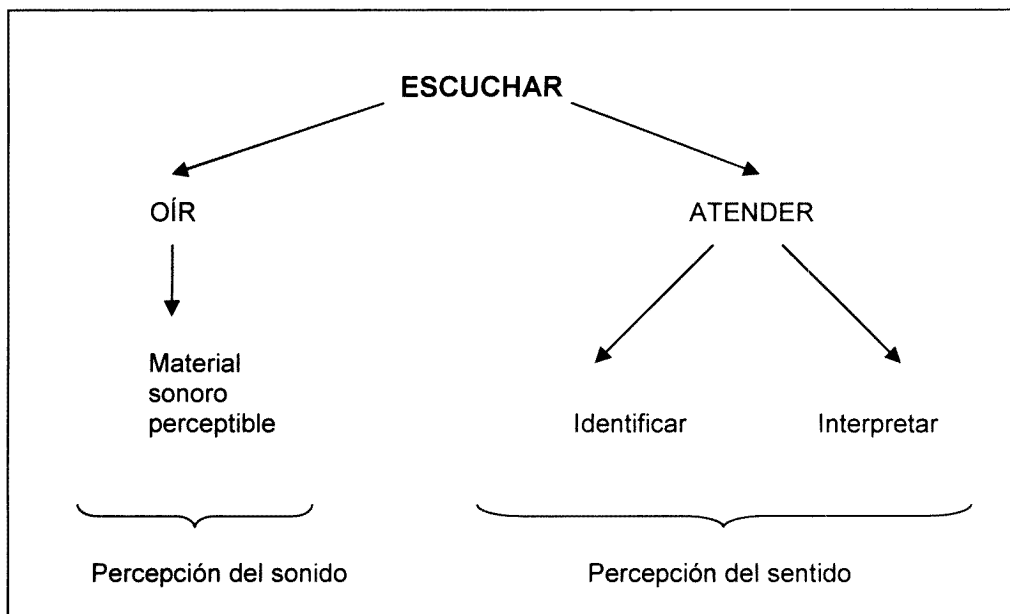 ESCUCHAR
OÍR
ATENDER
Material
sonoro
perceptible
Identificar
Interpretar
Percepción del sonido
Percepción del sentido